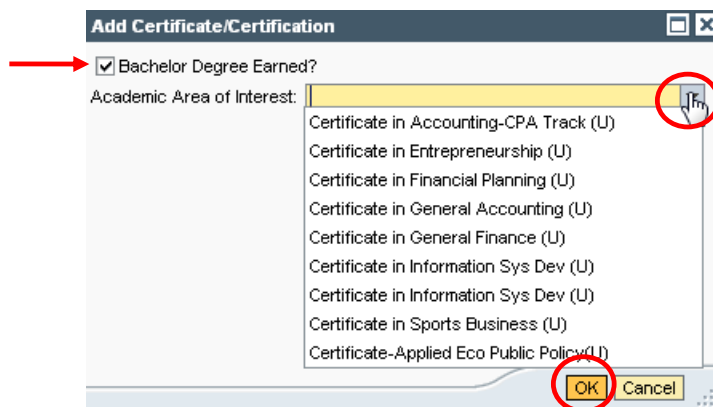 Add Certificate/Certification
Bachelor Degree Earned?
Academic Area of Interest:
Certificate in Accounting-CPA Track (U)
Certificate in Entrepreneurship (U)
Certificate in Financial Planning (U)
Certificate in General Accounting (U)
Certificate in General Finance (U)
Certificate in Information Sys Dev (U)
Certificate in Information Sys Dev (U)
Certificate in Sports Business (U)
Certificate-Applied Eco Public Policy(U)
OK Cancel